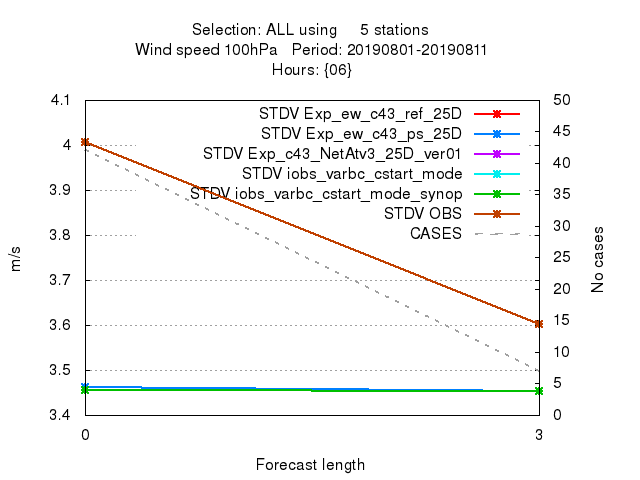 Selection: ALL using 5 stations
Wind speed 100hPa Period: 20190801-20190811
Hours: {06}
4.1
4
3.9
3.8
3.7
3.6
3.5
3.4
m/s
STDV Exp_ew_c43_ref_25D
STDV Exp_ew_c43_ps_25D
STDV Exp_c43_NetAtv3_25D_ver01
STDV iobs_varbc_cstart_mode
STDV iobs_varbc_cstart_mode_synop
STDV OBS
CASES
50
45
40
35
30
25
20
15
10
5
0
No cases
0 3
Forecast length